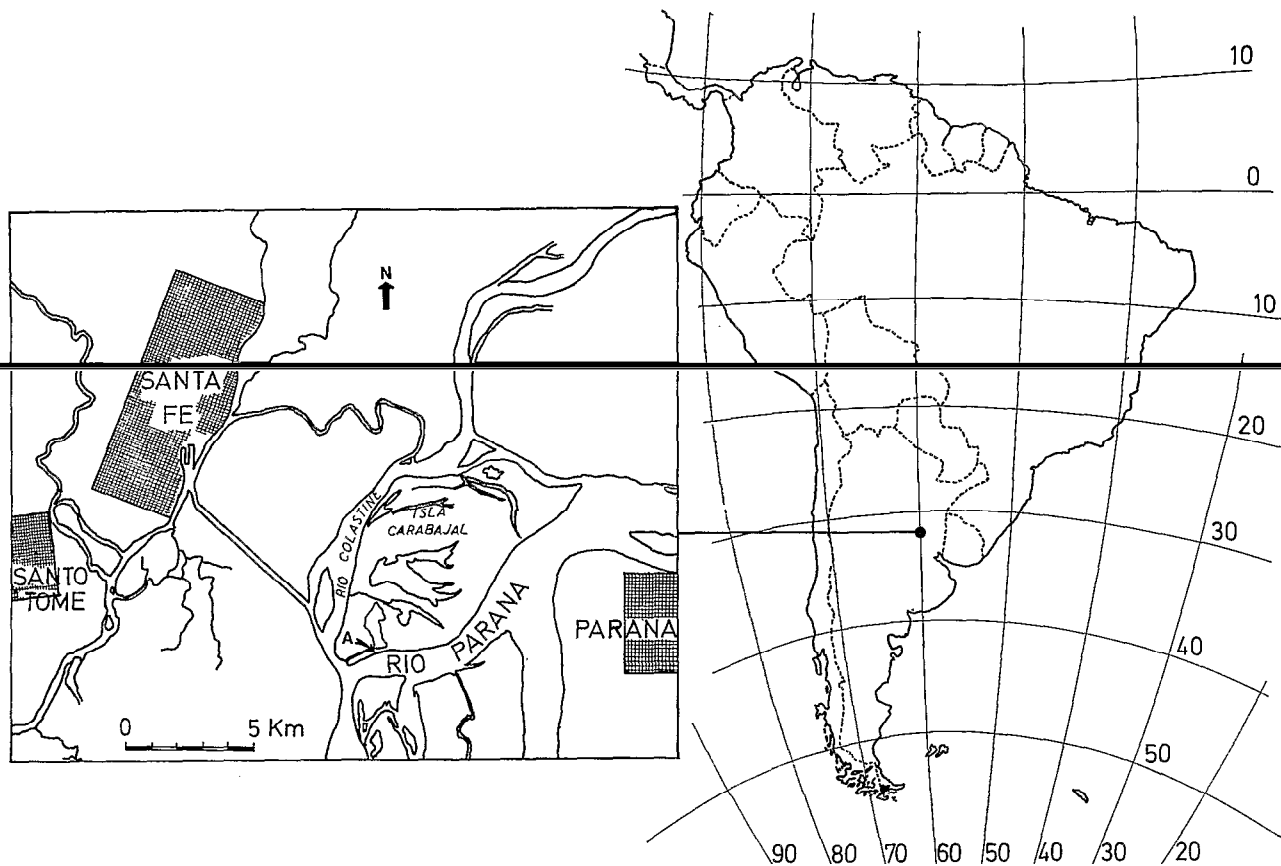 N
SANTA
FE
RIO COLASTINE
ISLA
CARABAJAL
SANTO
TOME
A
RIO PARANA
PARANA
0 5 Km
10
0
10
20
30
40
50
90 80 70 60 50 40 30 20